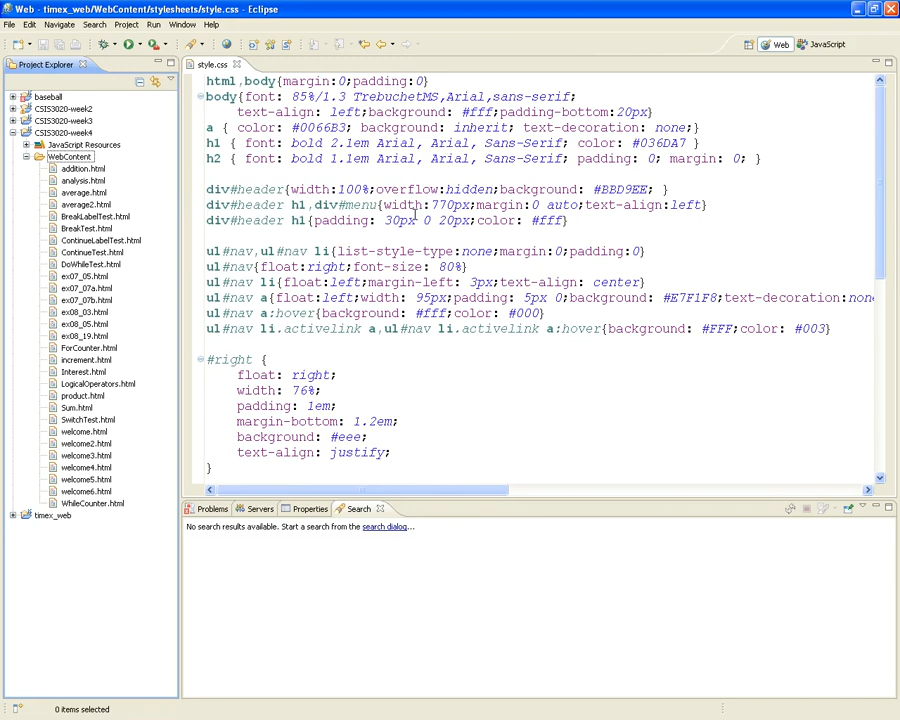 Web - timex_web/WebContent/stylesheets/style.css - Eclipse
File Edit Navigate Search Project Run Window Help
Web JavaScript
Project Explorer
style.css
baseball
CSIS3020-week2
CSIS3020-week3
CSIS3020-week4
JavaScript Resources
WebContent
addition.html
analysis.html
average.html
average2.html
BreakLabelTest.html
BreakTest.html
ContinueLabelTest.html
ContinueTest.html
DoWhileTest.html
ex07_05.html
ex07_07a.html
ex07_07b.html
ex08_03.html
ex08_05.html
ex08_19.html
ForCounter.html
increment.html
Interest.html
LogicalOperators.html
product.html
Sum.html
SwitchTest.html
welcome.html
welcome2.html
welcome3.html
welcome4.html
welcome5.html
welcome6.html
WhileCounter.html
timex_web
html,body{margin:0;padding:0}
body{font: 85%/1.3 TrebuchetMS,Arial,sans-serif;
text-align: left;background: #fff;padding-bottom:20px}
a { color: #0066B3; background: inherit; text-decoration: none;}
h1 { font: bold 2.1em Arial, Arial, Sans-Serif; color: #036DA7 }
h2 { font: bold 1.1em Arial, Arial, Sans-Serif; padding: 0; margin: 0; }
div#header{width:100%;overflow:hidden;background: #BBD9EE; }
div#header h1,div#menu{width:770px;margin:0 auto;text-align:left}
div#header h1{padding: 30px 0 20px;color: #fff}
ul#nav,ul#nav li{list-style-type:none;margin:0;padding:0}
ul#nav{float:right;font-size: 80%}
ul#nav li{float:left;margin-left: 3px;text-align: center}
ul#nav a{float:left;width: 95px;padding: 5px 0;background: #E7F1F8;text-decoration:none
ul#nav a:hover{background: #fff;color: #000}
ul#nav li.activelink a,ul#nav li.activelink a:hover{background: #FFF;color: #003}
#right {
float: right;
width: 76%;
padding: 1em;
margin-bottom: 1.2em;
background: #eee;
text-align: justify;
}
Problems Servers Properties Search
No search results available. Start a search from the search dialog...
0 items selected